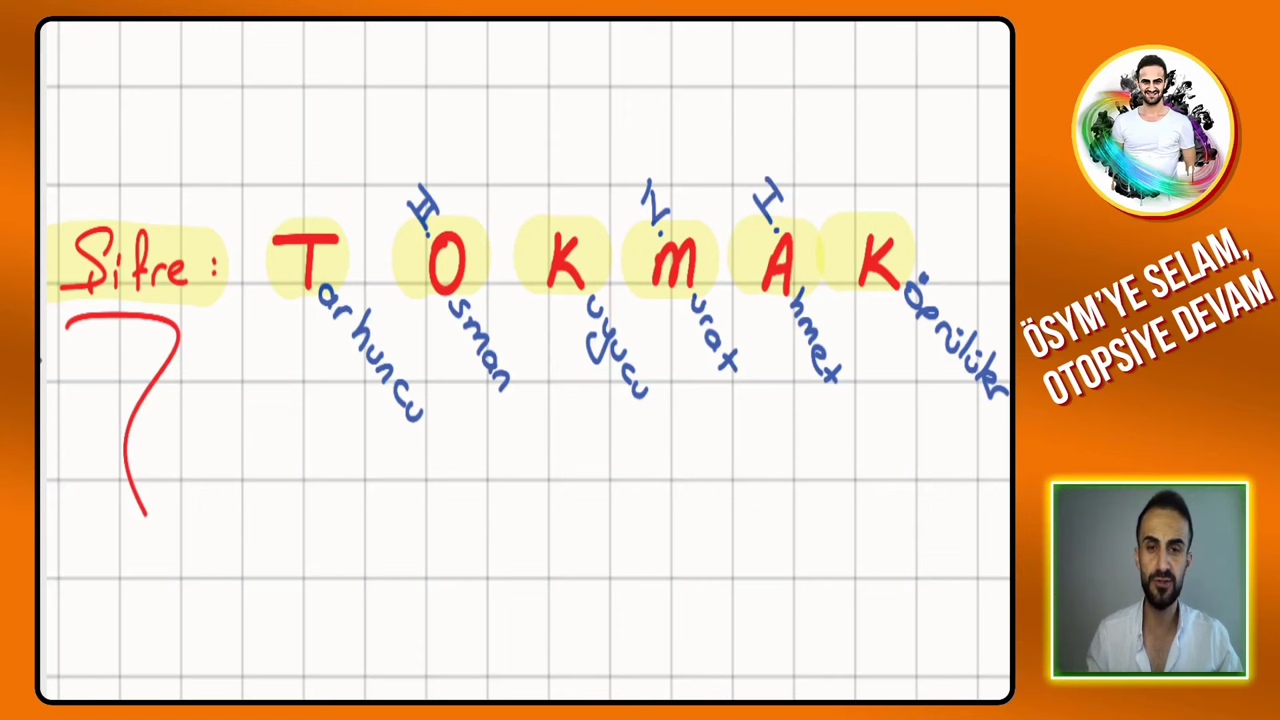 Şifre: Tarhuncu II. Osman Kuyucu IV. Murat I. Ahmet Köprülüler
ÖSYM'YE SELAM,
OTOPSİYE DEVAM